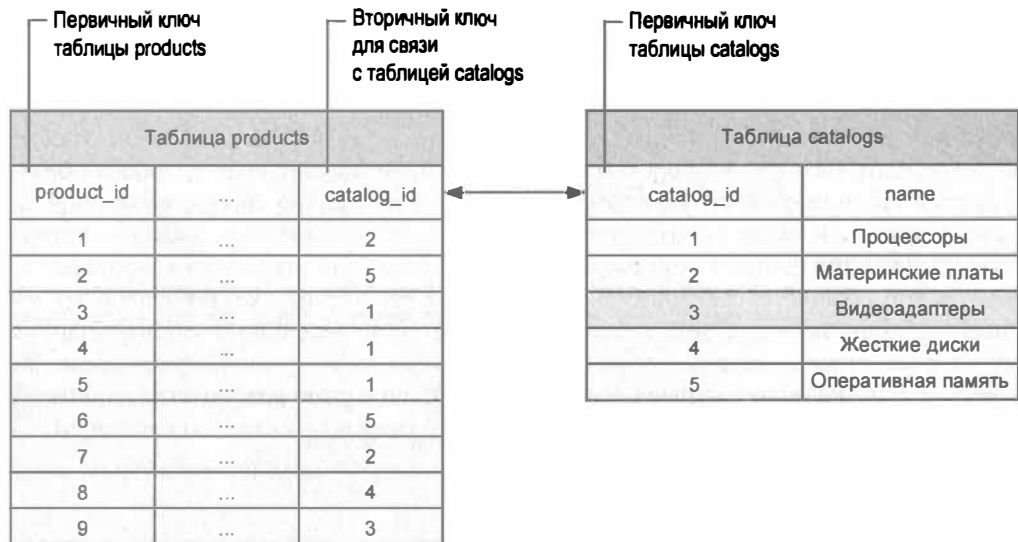 Первичный ключ
таблицы products
Вторичный ключ
для связи
с таблицей catalogs
Первичный ключ
таблицы catalogs
Таблица products
product_id ... catalog_id
1 ... 2
2 ... 5
3 ... 1
4 ... 1
5 ... 1
6 ... 5
7 ... 2
8 ... 4
9 ... 3
Таблица catalogs
catalog_id name
1 Процессоры
2 Материнские платы
3 Видеоадаптеры
4 Жесткие диски
5 Оперативная память